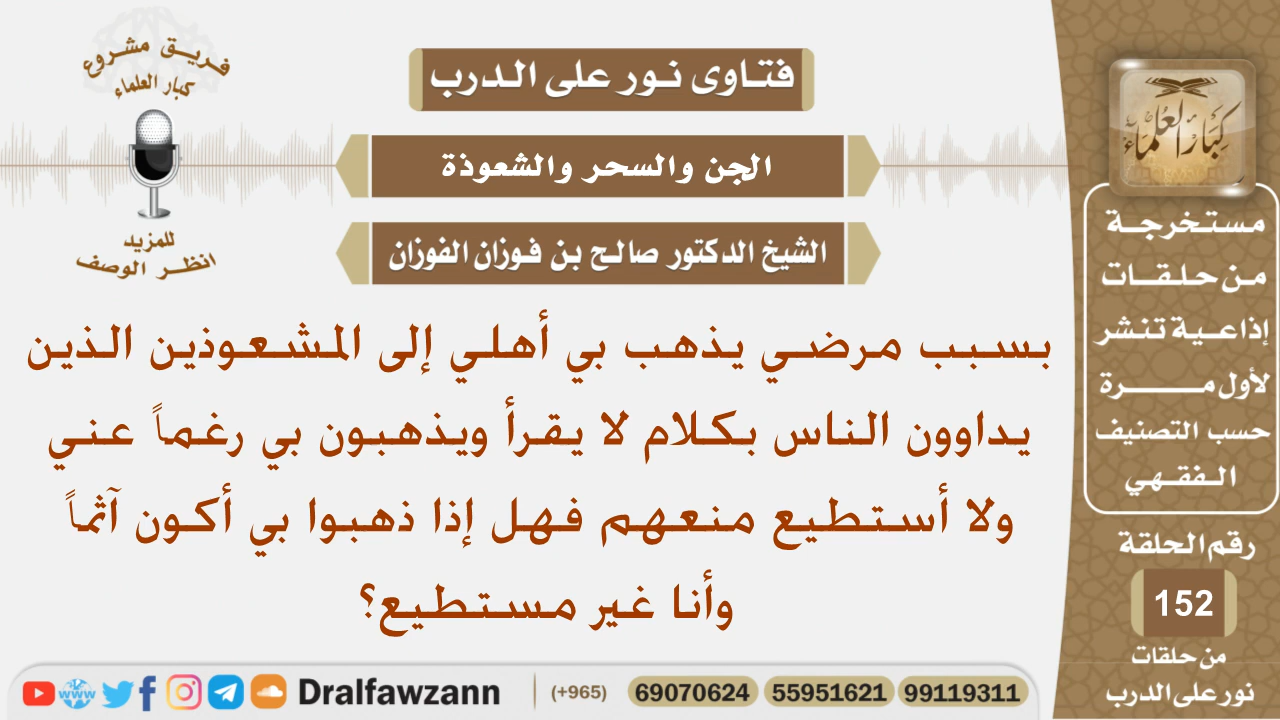 فريق مشروع
كبار العلماء
للمزيد
انظر الوصف
فتاوى نور على الدرب
الجن والسحر والشعوذة
الشيخ الدكتور صالح بن فوزان الفوزان
بسبب مرضي يذهب بي أهلي إلى المشعوذين الذين
يداوون الناس بكلام لا يقرأ ويذهبون بي رغماً عني
ولا أستطيع منعهم فهل إذا ذهبوا بي أكون آثماً
وأنا غير مستطيع؟
كبار العلماء
مستخرجة
من حلقات
إذاعية تنشر
لأول مرة
حسب التصنيف
الفقهي
رقم الحلقة
152
من حلقات
نور على الدرب
www
Dralfawzann
(+965)
69070624
55951621
99119311